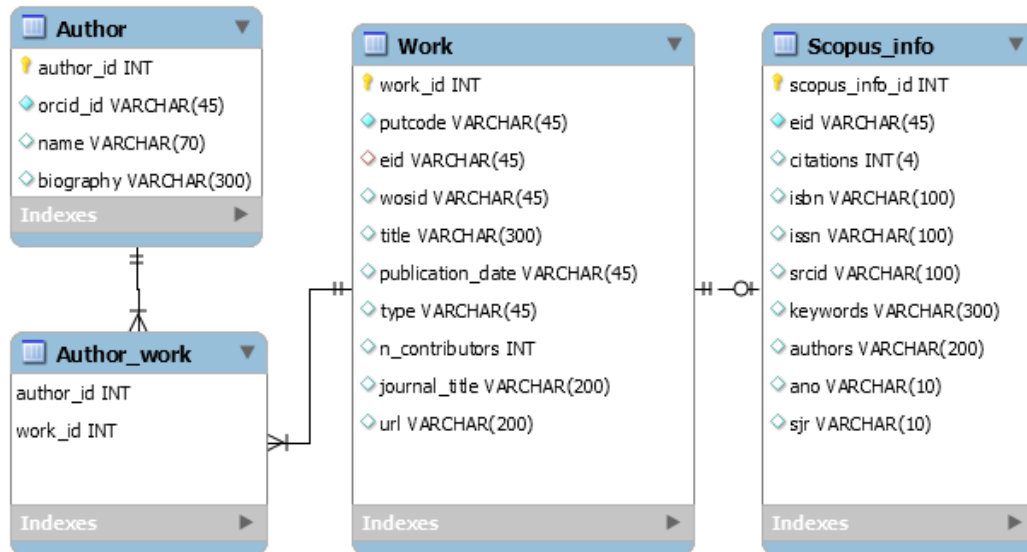 Author
author_id INT
orcid_id VARCHAR(45)
name VARCHAR(70)
biography VARCHAR(300)
Indexes
Author_work
author_id INT
work_id INT
Indexes
Work
work_id INT
putcode VARCHAR(45)
eid VARCHAR(45)
wosid VARCHAR(45)
title VARCHAR(300)
publication_date VARCHAR(45)
type VARCHAR(45)
n_contributors INT
journal_title VARCHAR(200)
url VARCHAR(200)
Indexes
Scopus_info
scopus_info_id INT
eid VARCHAR(45)
citations INT(4)
isbn VARCHAR(100)
issn VARCHAR(100)
srcid VARCHAR(100)
keywords VARCHAR(300)
authors VARCHAR(200)
ano VARCHAR(10)
sjr VARCHAR(10)
Indexes